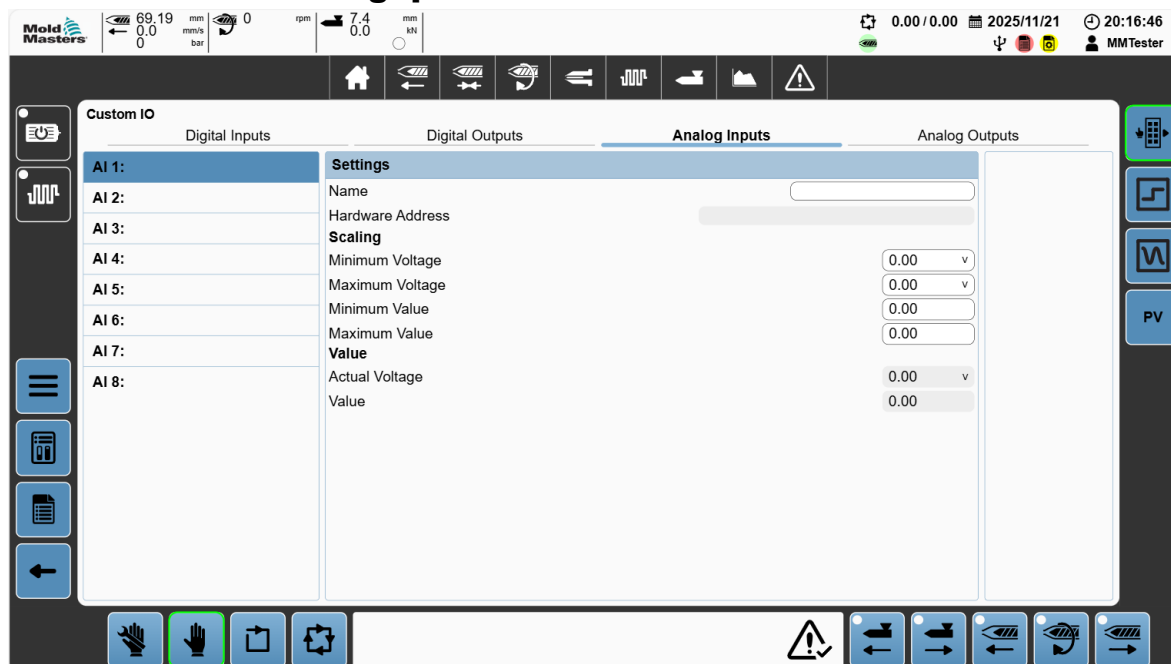 Mold
Masters
69.19 mm
0.0 mm/s
0 bar
0 rpm
7.4 mm
0.0 kN
0.00 / 0.00
2025/11/21
20:16:46
MMTester
Custom IO
Digital Inputs
Digital Outputs
Analog Inputs
Analog Outputs
AI 1:
AI 2:
AI 3:
AI 4:
AI 5:
AI 6:
AI 7:
AI 8:
Settings
Name
Hardware Address
Scaling
Minimum Voltage 0.00 v
Maximum Voltage 0.00 v
Minimum Value 0.00
Maximum Value 0.00
Value
Actual Voltage 0.00 v
Value 0.00
PV